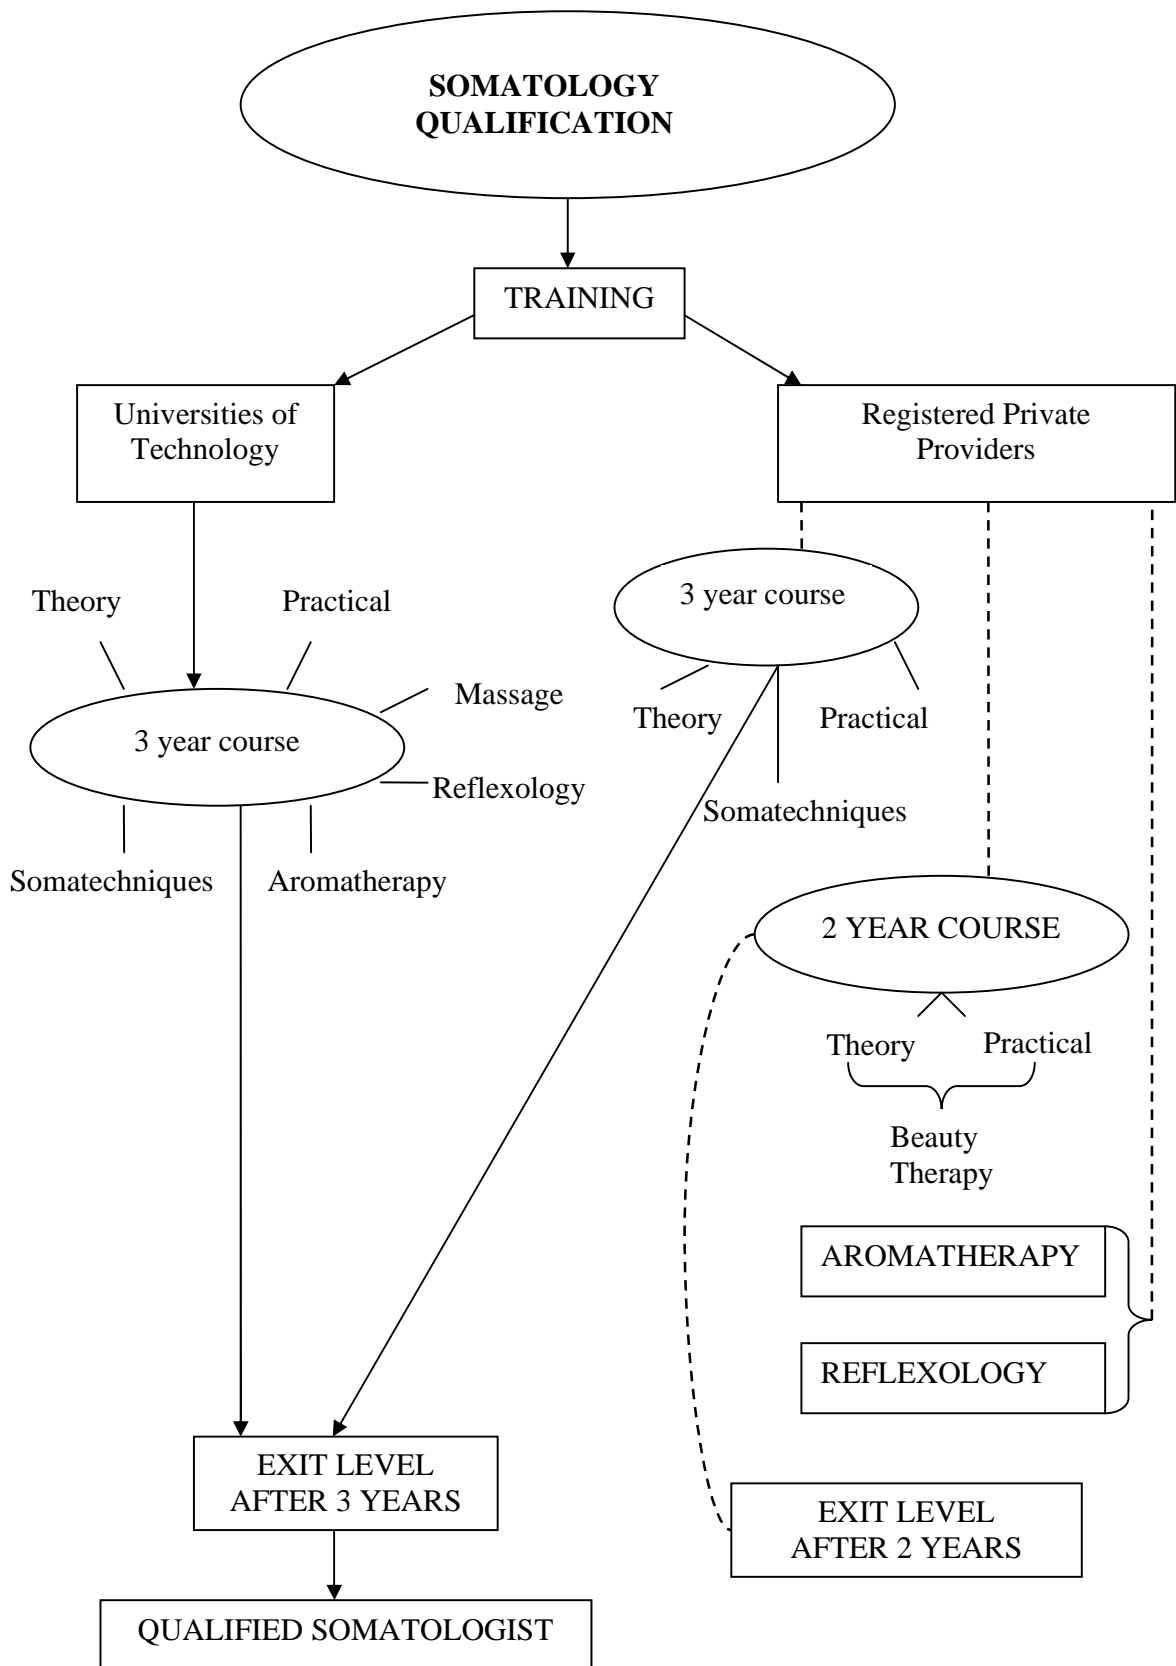 SOMATOLOGY
QUALIFICATION
TRAINING
Universities of
Technology
Registered Private
Providers
Theory
Practical
Massage
3 year course
Reflexology
Somatechniques
Aromatherapy
3 year course
Theory
Practical
Somatechniques
2 YEAR COURSE
Theory
Practical
Beauty
Therapy
AROMATHERAPY
REFLEXOLOGY
EXIT LEVEL
AFTER 3 YEARS
EXIT LEVEL
AFTER 2 YEARS
QUALIFIED SOMATOLOGIST